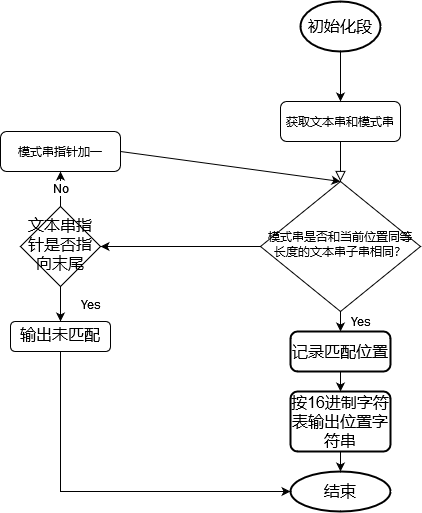 初始化段
获取文本串和模式串
模式串指针加一
No
文本串指
针是否指
向末尾
模式串是否和当前位置同等
长度的文本串子串相同?
Yes
输出未匹配
Yes
记录匹配位置
按16进制字符
表输出位置字
符串
结束